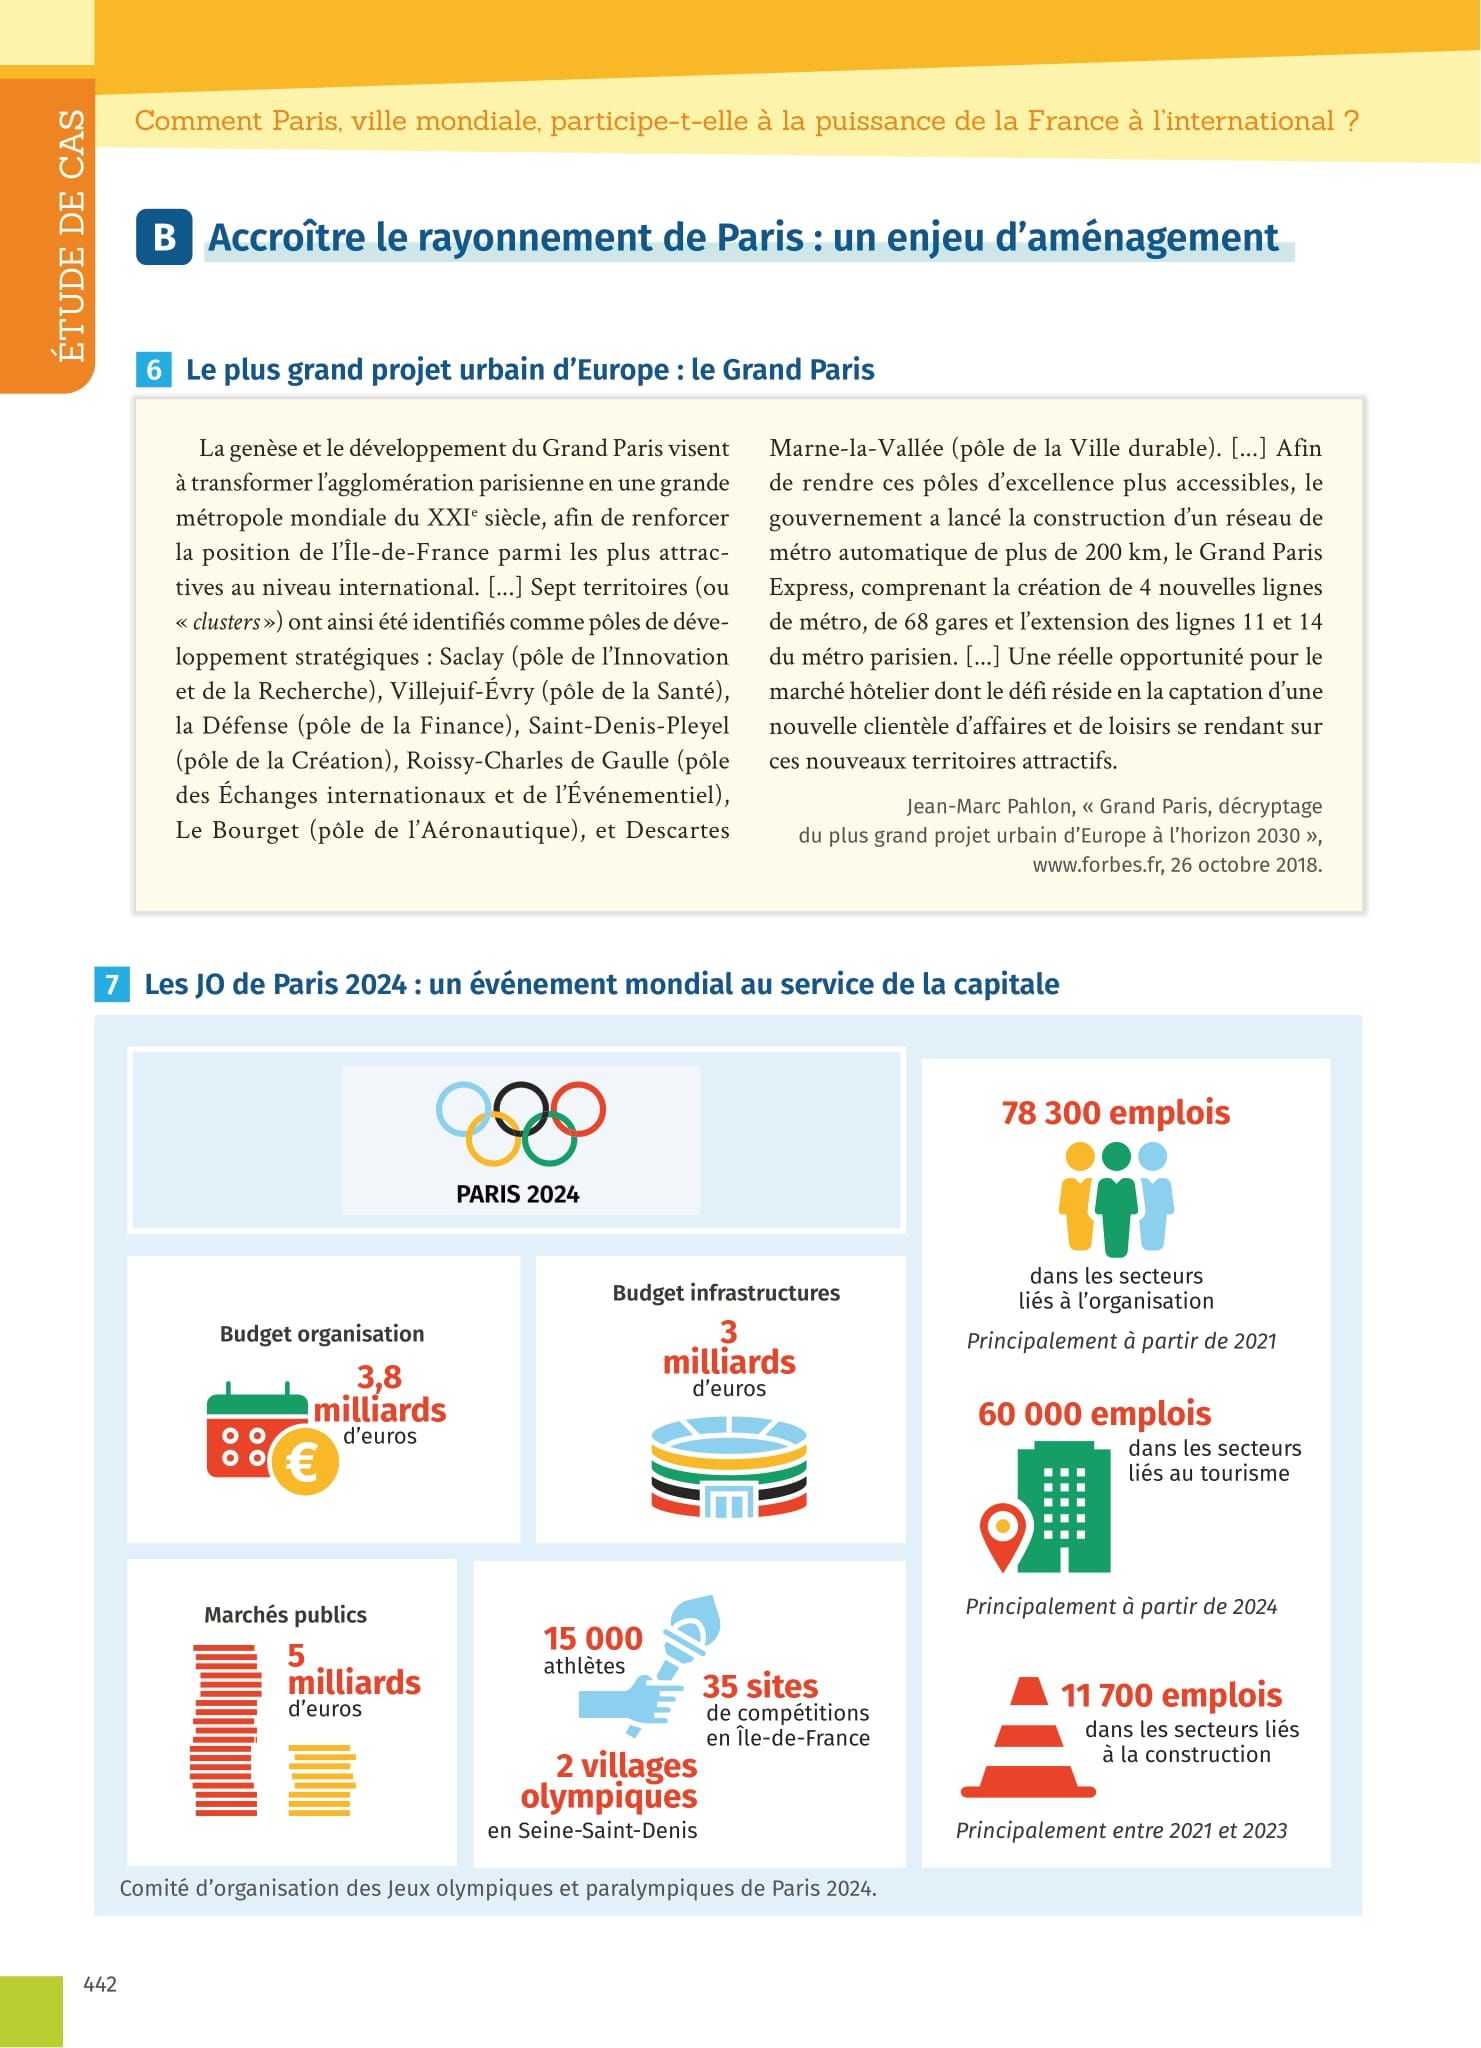 ÉTUDE DE CAS
Comment Paris, ville mondiale, participe-t-elle à la puissance de la France à l'international ?
B Accroître le rayonnement de Paris : un enjeu d'aménagement
6 Le plus grand projet urbain d'Europe : le Grand Paris
La genèse et le développement du Grand Paris visent
à transformer l'agglomération parisienne en une grande
métropole mondiale du XXIe siècle, afin de renforcer
la position de l'Île-de-France parmi les plus attrac-
tives au niveau international. [...] Sept territoires (ou
« clusters ») ont ainsi été identifiés comme pôles de déve-
loppement stratégiques : Saclay (pôle de l'Innovation
et de la Recherche), Villejuif-Évry (pôle de la Santé),
la Défense (pôle de la Finance), Saint-Denis-Pleyel
(pôle de la Création), Roissy-Charles de Gaulle (pôle
des Échanges internationaux et de l'Événementiel),
Le Bourget (pôle de l'Aéronautique), et Descartes
Marne-la-Vallée (pôle de la Ville durable). [...] Afin
de rendre ces pôles d'excellence plus accessibles, le
gouvernement a lancé la construction d'un réseau de
métro automatique de plus de 200 km, le Grand Paris
Express, comprenant la création de 4 nouvelles lignes
de métro, de 68 gares et l'extension des lignes 11 et 14
du métro parisien. [...] Une réelle opportunité pour le
marché hôtelier dont le défi réside en la captation d'une
nouvelle clientèle d'affaires et de loisirs se rendant sur
ces nouveaux territoires attractifs.
Jean-Marc Pahlon, « Grand Paris, décryptage
du plus grand projet urbain d'Europe à l'horizon 2030 »,
www.forbes.fr, 26 octobre 2018.
7 Les JO de Paris 2024 : un événement mondial au service de la capitale
PARIS 2024
Budget organisation
3,8
milliards
d'euros
€
Budget infrastructures
3
milliards
d'euros
Marchés publics
5
milliards
d'euros
15 000
athlètes
35 sites
de compétitions
en Île-de-France
2 villages
olympiques
en Seine-Saint-Denis
78 300 emplois
dans les secteurs
liés à l'organisation
Principalement à partir de 2021
60 000 emplois
dans les secteurs
liés au tourisme
Principalement à partir de 2024
11 700 emplois
dans les secteurs liés
à la construction
Principalement entre 2021 et 2023
Comité d'organisation des Jeux olympiques et paralympiques de Paris 2024.
442